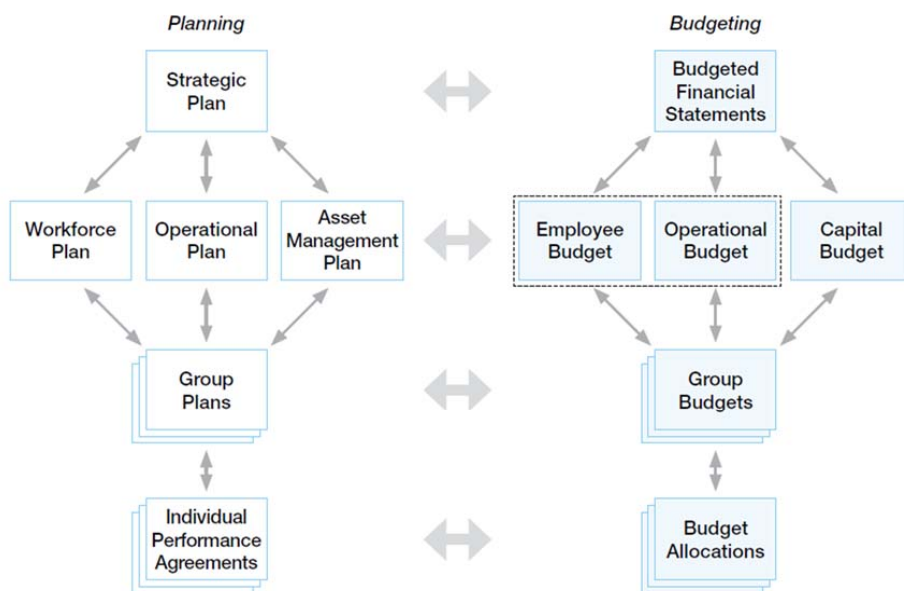 Planning
Budgeting
Strategic
Plan
Budgeted
Financial
Statements
Workforce
Plan
Operational
Plan
Asset
Management
Plan
Employee
Budget
Operational
Budget
Capital
Budget
Group
Plans
Group
Budgets
Individual
Performance
Agreements
Budget
Allocations